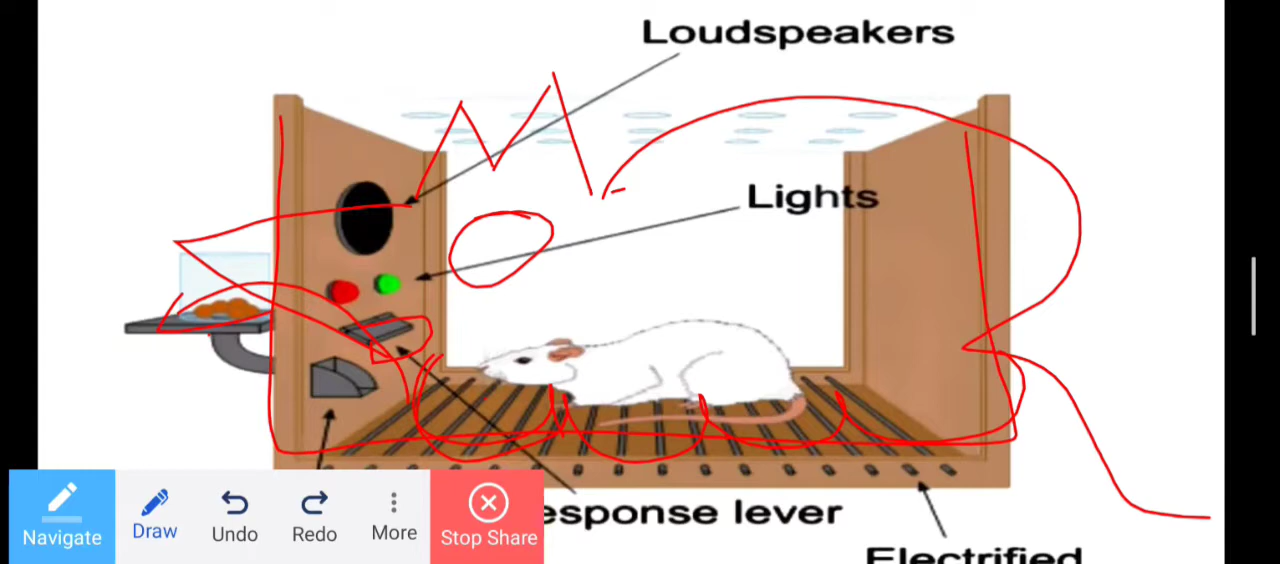 Loudspeakers
Lights
esponse lever
Electrified
Navigate
Draw
Undo
Redo
More
Stop Share